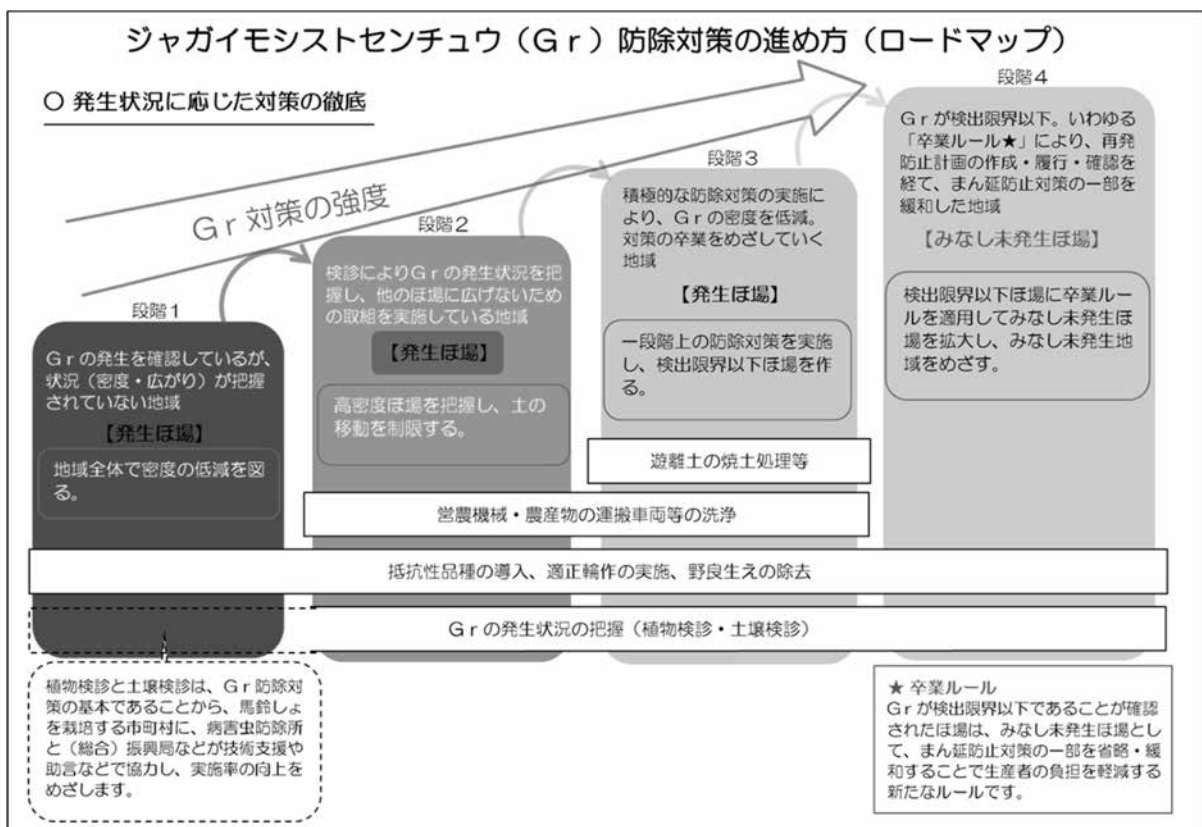 ジャガイモシストセンチュウ（Ｇｒ）防除対策の進め方（ロードマップ）
〇 発生状況に応じた対策の徹底
Ｇｒ対策の強度
段階１
Ｇｒの発生を確認しているが、
状況（密度・広がり）が把握
されていない地域
【発生ほ場】
地域全体で密度の低減を図
る。
段階２
検診によりＧｒの発生状況を把
握し、他のほ場に広げないため
の取組を実施している地域
【発生ほ場】
高密度ほ場を把握し、土の
移動を制限する。
段階３
積極的な防除対策の実施に
より、Ｇｒの密度を低減。
対策の卒業をめざしていく
地域
【発生ほ場】
一段階上の防除対策を実施
し、検出限界以下ほ場を作
る。
段階４
Ｇｒが検出限界以下。いわゆる
「卒業ルール★」により、再発
防止計画の作成・履行・確認を
経て、まん延防止対策の一部を
緩和した地域
【みなし未発生ほ場】
検出限界以下ほ場に卒業ルー
ルを適用してみなし未発生ほ
場を拡大し、みなし未発生地
域をめざす。
遊離土の焼土処理等
営農機械・農産物の運搬車両等の洗浄
抵抗性品種の導入、適正輪作の実施、野良生えの除去
Ｇｒの発生状況の把握（植物検診・土壌検診）
植物検診と土壌検診は、Ｇｒ防除対
策の基本であることから、馬鈴しょ
を栽培する市町村に、病害虫防除所
と（総合）振興局などが技術支援や
助言などで協力し、実施率の向上を
めざします。
★ 卒業ルール
Ｇｒが検出限界以下であることが確認
されたほ場は、みなし未発生ほ場とし
て、まん延防止対策の一部を省略・緩
和することで生産者の負担を軽減する
新たなルールです。